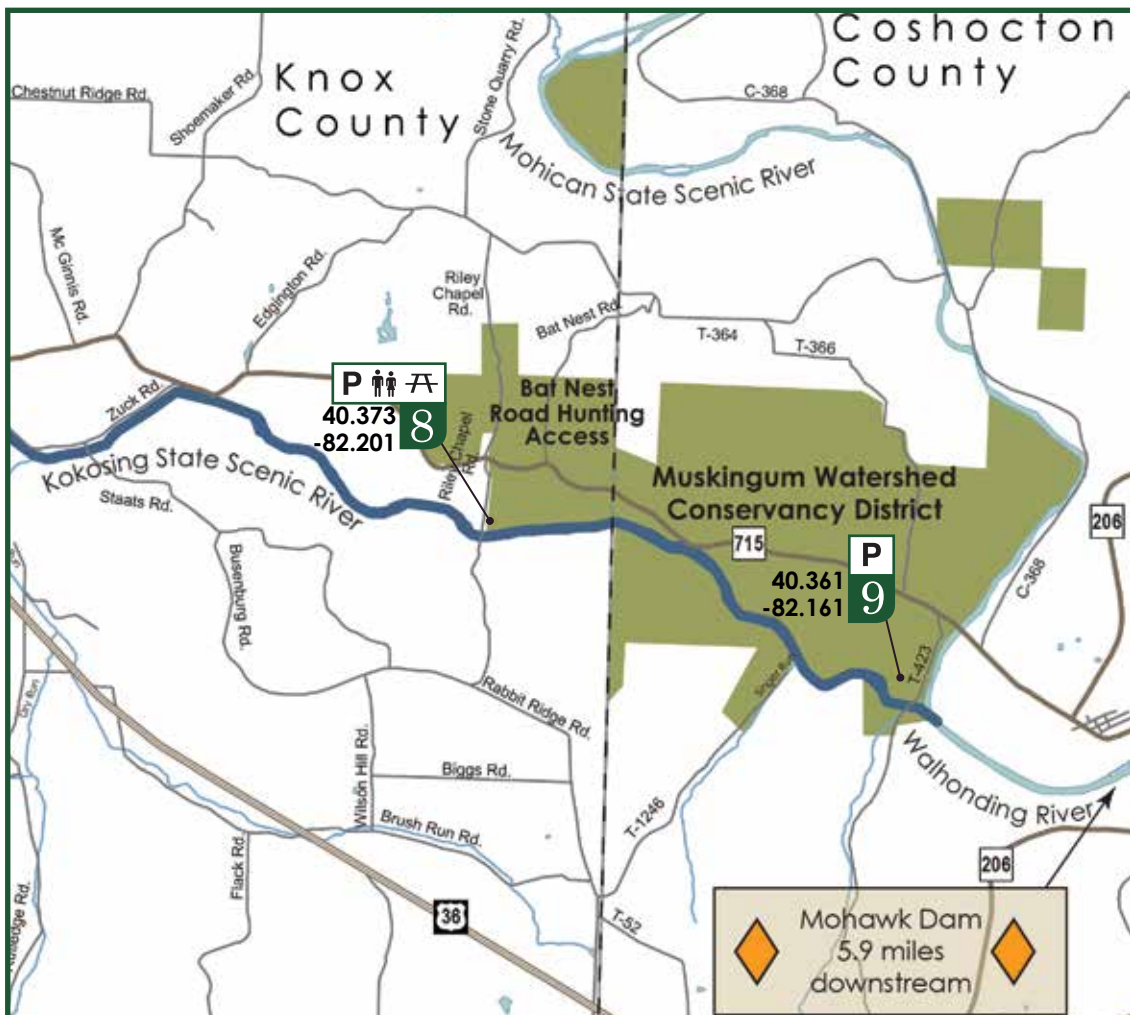 Knox
County
Coshocton
County
Chestnut Ridge Rd.
Shoemaker Rd.
Stone Quarry Rd.
C-368
Mohican State Scenic River
Mc Ginnis Rd.
Edgington Rd.
Riley
Chapel
Rd.
Bat Nest Rd.
T-364
T-366
Zuck Rd.
P
40.373
-82.201
8
Bat Nest
Road Hunting
Access
Riley Chapel
Rd.
Kokosing State Scenic River
Staats Rd.
Muskingum Watershed
Conservancy District
715
206
P
40.361
-82.161
9
C-368
Busenburg Rd.
T-423
Dry Run
Rabbit Ridge Rd.
Walhonding River
Wilson Hill Rd.
Biggs Rd.
Brush Run Rd.
T-1246
Flack Rd.
36
T-52
206
Mohawk Dam
5.9 miles
downstream